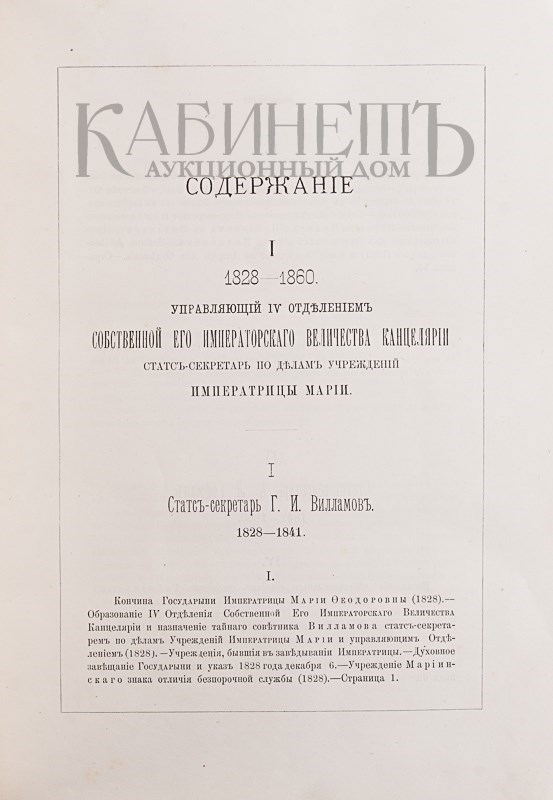 КАБИНЕТЪ
АУКЦИОННЫЙ ДОМ
СОДЕРЖАНІЕ
I
1828—1860.
УПРАВЛЯЮЩІЙ IV ОТДѢЛЕНІЕМЪ
СОБСТВЕННОЙ ЕГО ИМПЕРАТОРСКАГО ВЕЛИЧЕСТВА КАНЦЕЛЯРІИ
СТАТСЪ-СЕКРЕТАРЬ ПО ДѢЛАМЪ УЧРЕЖДЕНІЙ
ИМПЕРАТРИЦЫ МАРІИ.
I
Статсъ-секретарь Г. И. Вилламовъ.
1828—1841.
I.
Кончина Государыни Императрицы Маріи Ѳеодоровны (1828).—
Образованіе IV Отдѣленія Собственной Его Императорскаго Величества
Канцеляріи и назначеніе тайнаго совѣтника Вилламова статсъ-секрета-
ремъ по дѣламъ Учрежденій Императрицы Маріи и управляющимъ Отдѣ-
леніемъ (1828).—Учрежденія, бывшія въ завѣдываніи Императрицы.—Духовное
завѣщаніе Государыни и указъ 1828 года декабря 6.—Учрежденіе Маріин-
скаго знака отличія безпорочной службы (1828).—Страница 1.